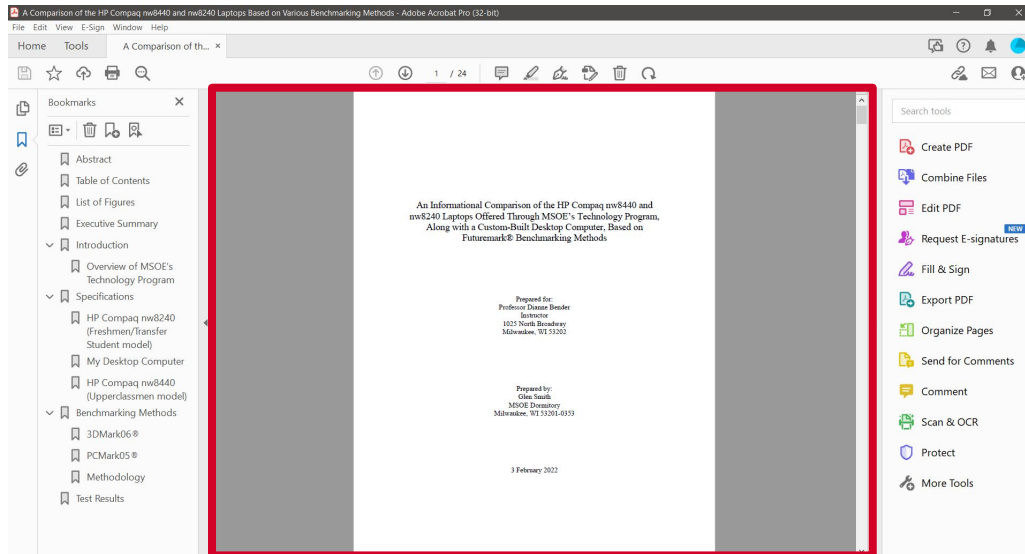 A Comparison of the HP Compaq nw8440 and nw8240 Laptops Based on Various Benchmarking Methods - Adobe Acrobat Pro (32-bit)
File Edit View E-Sign Window Help
Home Tools A Comparison of th... ×
1 / 24
Bookmarks
Abstract
Table of Contents
List of Figures
Executive Summary
Introduction
Overview of MSOE's
Technology Program
Specifications
HP Compaq nw8240
(Freshmen/Transfer
Student model)
My Desktop Computer
HP Compaq nw8440
(Upperclassmen model)
Benchmarking Methods
3DMark06®
PCMark05®
Methodology
Test Results
An Informational Comparison of the HP Compaq nw8440 and
nw8240 Laptops Offered Through MSOE's Technology Program,
Along with a Custom-Built Desktop Computer, Based on
Futuremark® Benchmarking Methods
Prepared for:
Professor Dianne Bender
Instructor
1025 North Broadway
Milwaukee, WI 53202
Prepared by:
Glen Smith
MSOE Dormitory
Milwaukee, WI 53201-0353
3 February 2022
Search tools
Create PDF
Combine Files
Edit PDF
NEW
Request E-signatures
Fill & Sign
Export PDF
Organize Pages
Send for Comments
Comment
Scan & OCR
Protect
More Tools